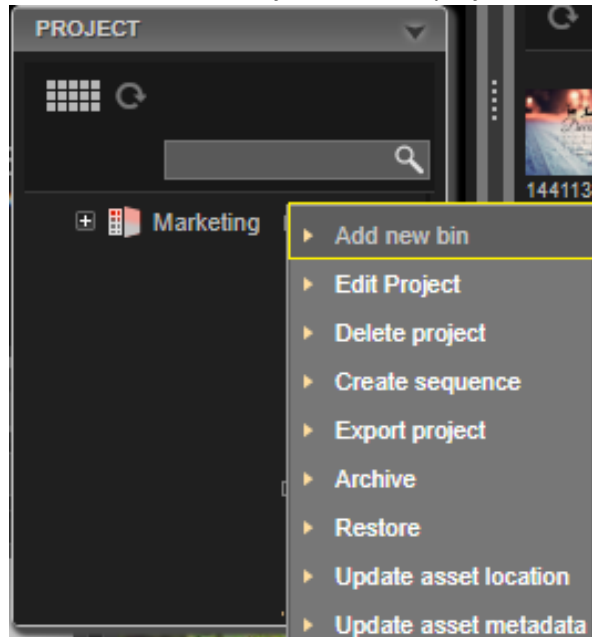 PROJECT
144113
Marketing
Add new bin
Edit Project
Delete project
Create sequence
Export project
Archive
Restore
Update asset location
Update asset metadata